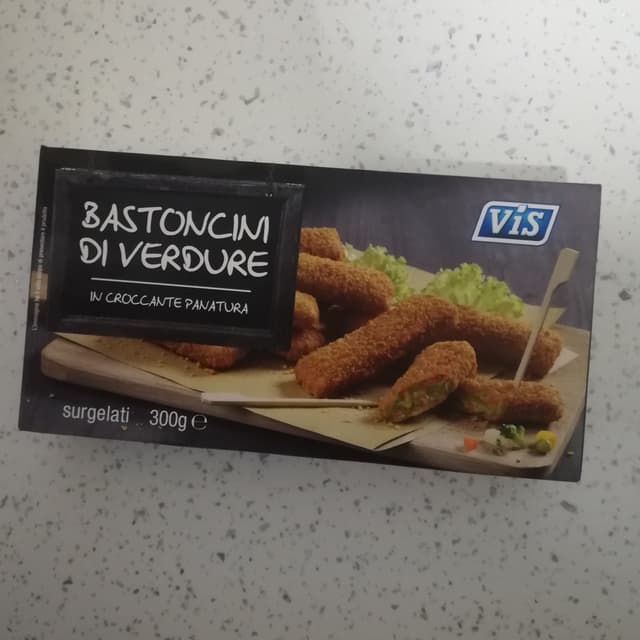 BASTONCINI
DI VERDURE
IN CROCCANTE PANATURA
ViS
surgelati 300g e